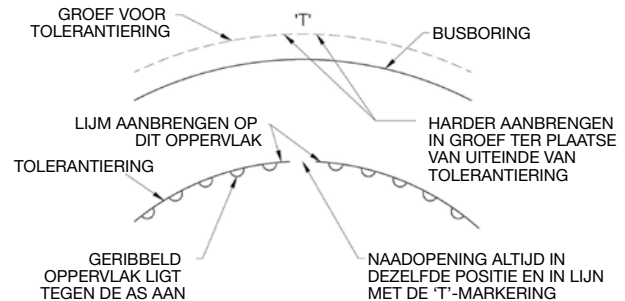 GROEF VOOR
TOLERANTIERING
'T'
BUSBORING
LIJM AANBRENGEN OP
DIT OPPERVLAK
HARDER AANBRENGEN
IN GROEF TER PLAATSE
VAN UITEINDE VAN
TOLERANTIERING
TOLERANTIERING
GERIBBELD
OPPERVLAK LIGT
TEGEN DE AS AAN
NAADOPENING ALTIJD IN
DEZELFDE POSITIE EN IN LIJN
MET DE 'T'-MARKERING